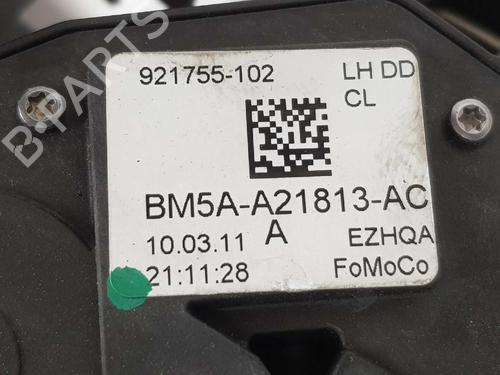 921755-102 LH DD
CL
BM5A-A21813-AC
10.03.11 A EZHQA
21:11:28 FoMoCo
B-PARTS